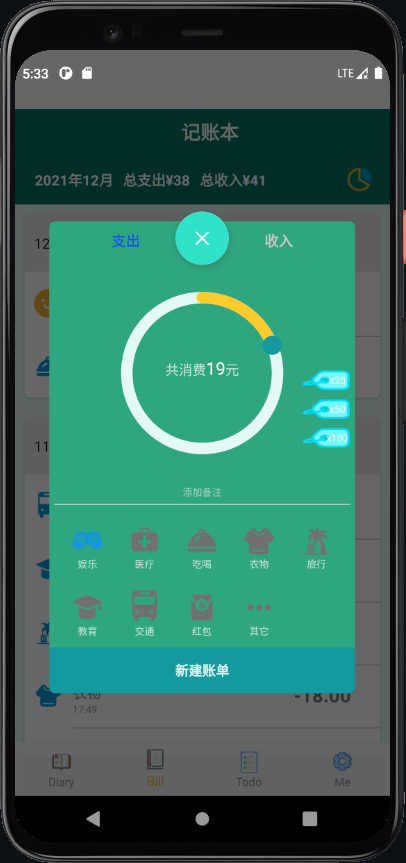 5:33 LTE
记账本
2021年12月 总支出¥38 总收入¥41
12
支出 收入
共消费19元
x20
x50
x100
11
添加备注
娱乐 医疗 吃喝 衣物 旅行
教育 交通 红包 其它
新建账单
衣物 -18.00
17:49
Diary Bill Todo Me